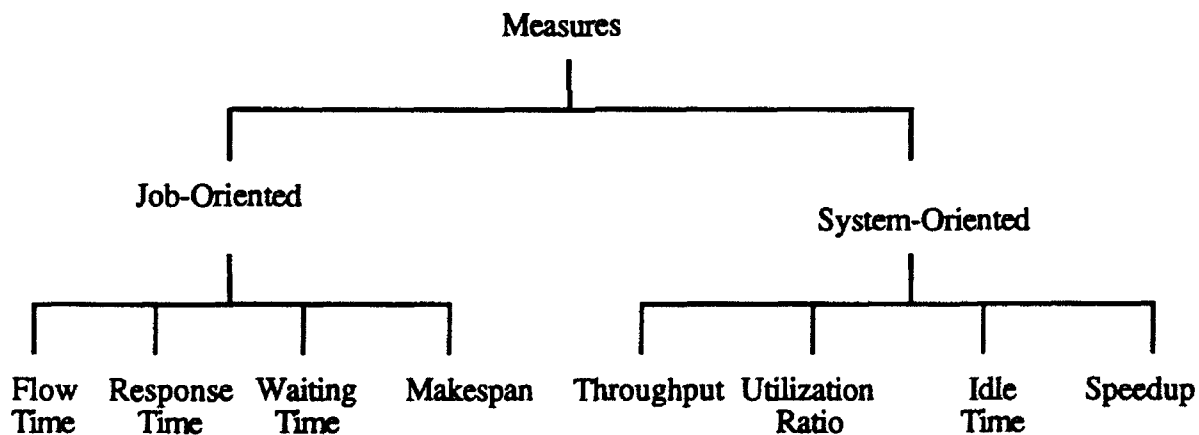 Measures
Job-Oriented
System-Oriented
Flow Response Waiting Makespan Throughput Utilization Idle Speedup
Time Time Time Ratio Time